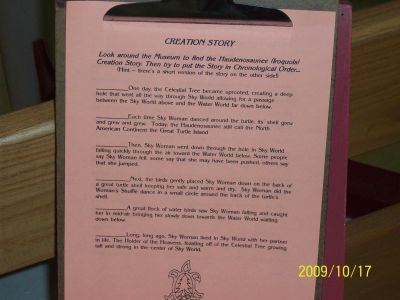 CREATION STORY
Look around the Museum to find the Haudenosaunee (Iroquois)
Creation Story. Then try to put the Story in Chronological Order...
(Hint - there's a short version of the story on the other side!)
________One day, the Celestial Tree became uprooted, creating a deep
hole that went all the way through Sky World allowing for a passage
between the Sky World above and the Water World far down below.
________Each time Sky Woman danced around the turtle, its' shell grew
and grew and grew. Today, the Haudenosaunee still call the North
American Continent the Great Turtle Island
________Then, Sky Woman went down through the hole in Sky World
falling quickly through the air toward the Water World below. Some people
say Sky Woman fell, some say that she may have been pushed, others say
that she jumped.
________Next, the birds gently placed Sky Woman down on the back of
a great turtle shell keeping her safe and warm and dry. Sky Woman did the
Woman's Shuffle dance in a small circle around the back of the turtle's
shell.
________A great flock of water birds saw Sky Woman falling and caught
her in mid-air bringing her slowly down towards the Water World waiting
down below.
________Long, long ago, Sky Woman lived in Sky World with her partner
in life, The Holder of the Heavens, feasting off of the Celestial Tree growing
tall and strong in the center of Sky World.
2009/10/17